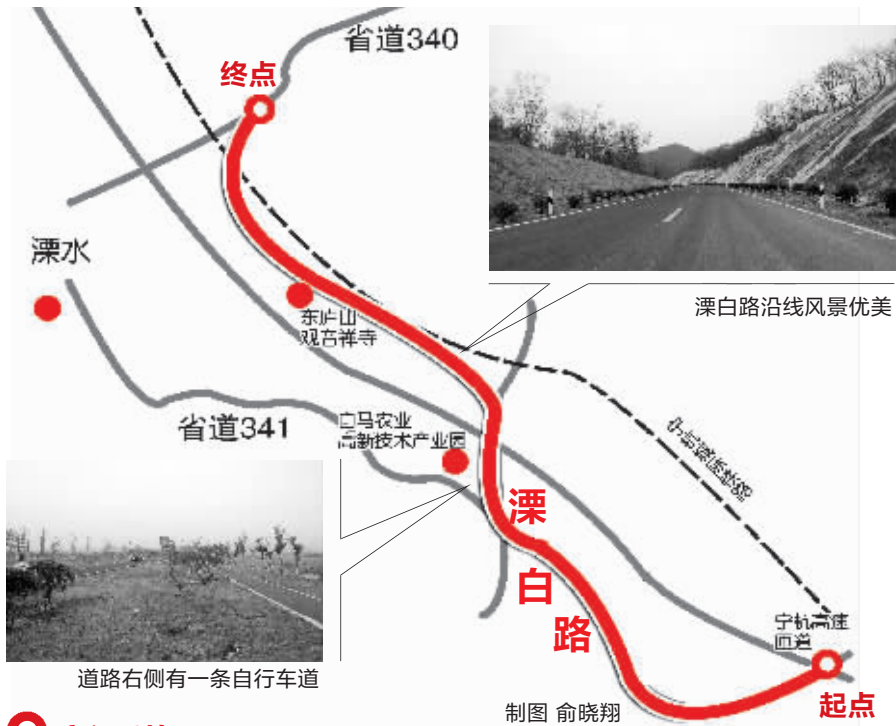 省道340
终点
溧水
溧白路沿线风景优美
东庐山
观音禅寺
省道341
白马农业
高新技术产业园
溧
白
路
宁杭高速
匝道
道路右侧有一条自行车道
制图 俞晓翔
起点